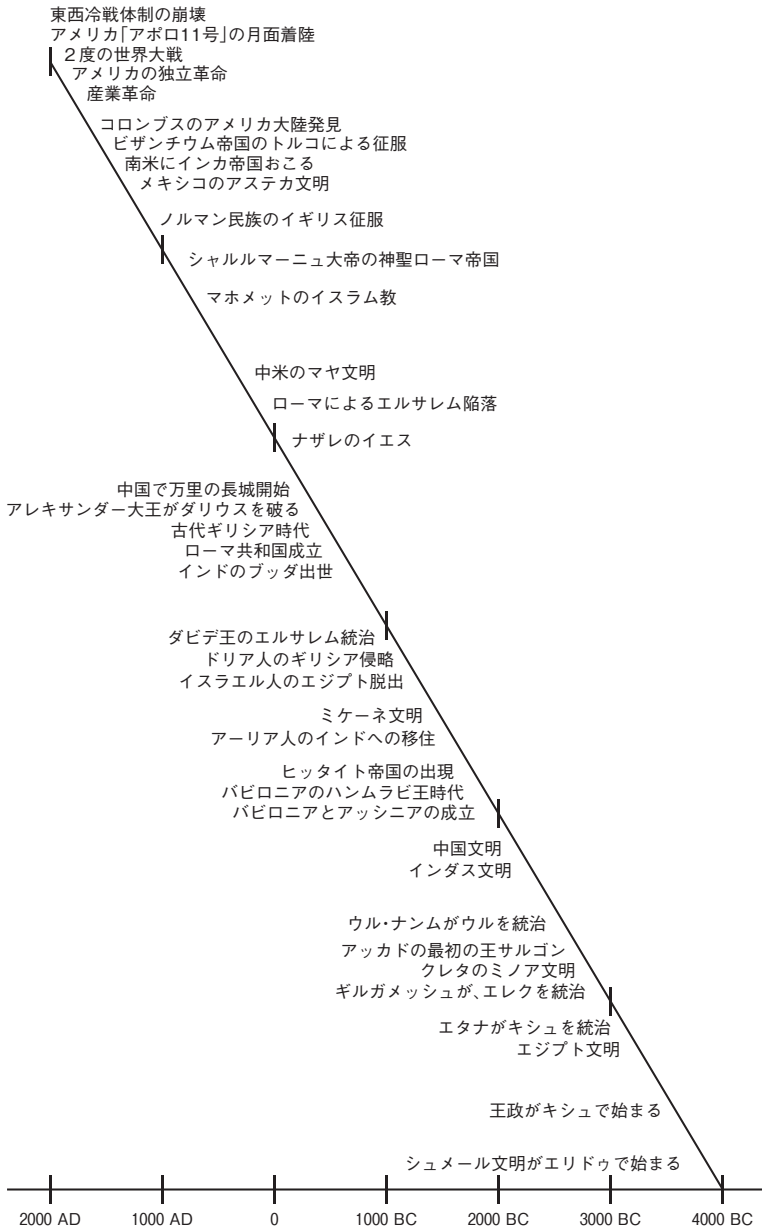 東西冷戦体制の崩壊
アメリカ「アポロ11号」の月面着陸
２度の世界大戦
アメリカの独立革命
産業革命
コロンブスのアメリカ大陸発見
ビザンチウム帝国のトルコによる征服
南米にインカ帝国おこる
メキシコのアステカ文明
ノルマン民族のイギリス征服
シャルルマーニュ大帝の神聖ローマ帝国
マホメットのイスラム教
中米のマヤ文明
ローマによるエルサレム陥落
ナザレのイエス
中国で万里の長城開始
アレキサンダー大王がダリウスを破る
古代ギリシア時代
ローマ共和国成立
インドのブッダ出世
ダビデ王のエルサレム統治
ドリア人のギリシア侵略
イスラエル人のエジプト脱出
ミケーネ文明
アーリア人のインドへの移住
ヒッタイト帝国の出現
バビロニアのハンムラビ王時代
バビロニアとアッシニアの成立
中国文明
インダス文明
ウル・ナンムがウルを統治
アッカドの最初の王サルゴン
クレタのミノア文明
ギルガメッシュが、エレクを統治
エタナがキシュを統治
エジプト文明
王政がキシュで始まる
シュメール文明がエリドゥで始まる
2000 AD 1000 AD 0 1000 BC 2000 BC 3000 BC 4000 BC